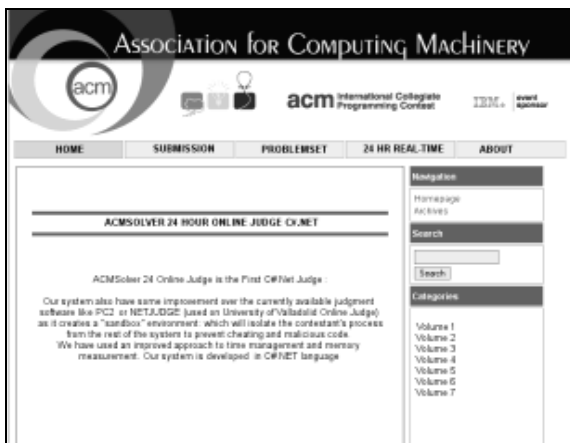 Association for Computing Machinery
acm
acm International Collegiate Programming Contest
IBM. event sponsor
HOME SUBMISSION PROBLEMSET 24 HR REAL-TIME ABOUT
ACMSOLVER 24 HOUR ONLINE JUDGE C#.NET
ACMSolver 24 Online Judge is the First C#.Net Judge :
Our system also have some improvement over the currently available judgment
software like PC2 or NETJUDGE (used on University of Valladolid Online Judge)
as it creates a "sandbox" environment: which will isolate the contestant's process
from the rest of the system to prevent cheating and malicious code.
We have used an improved approach to time management and memory
measurement. Our system is developed in C#.NET language
Navigation
Homepage
Archives
Search
Search
Categories
Volume 1
Volume 2
Volume 3
Volume 4
Volume 5
Volume 6
Volume 7